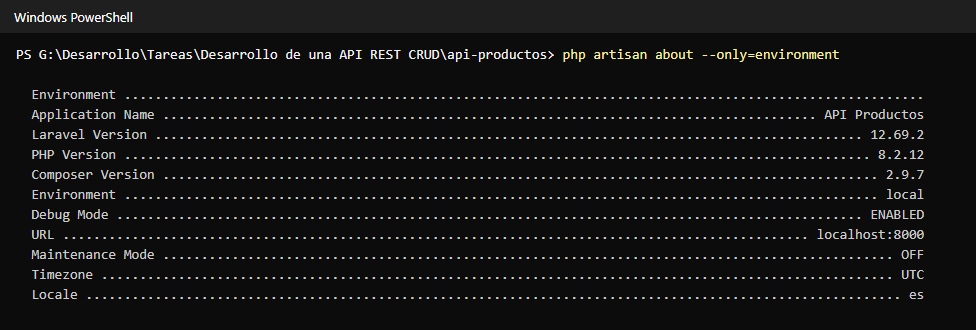 Windows PowerShell
PS G:\Desarrollo\Tareas\Desarrollo de una API REST CRUD\api-productos> php artisan about --only=environment
Environment ........................................................................................................
Application Name ...................................................................................... API Productos
Laravel Version ............................................................................................ 12.69.2
PHP Version ................................................................................................. 8.2.12
Composer Version ............................................................................................. 2.9.7
Environment .................................................................................................. local
Debug Mode ................................................................................................. ENABLED
URL ................................................................................................. localhost:8000
Maintenance Mode ............................................................................................... OFF
Timezone ....................................................................................................... UTC
Locale .......................................................................................................... es